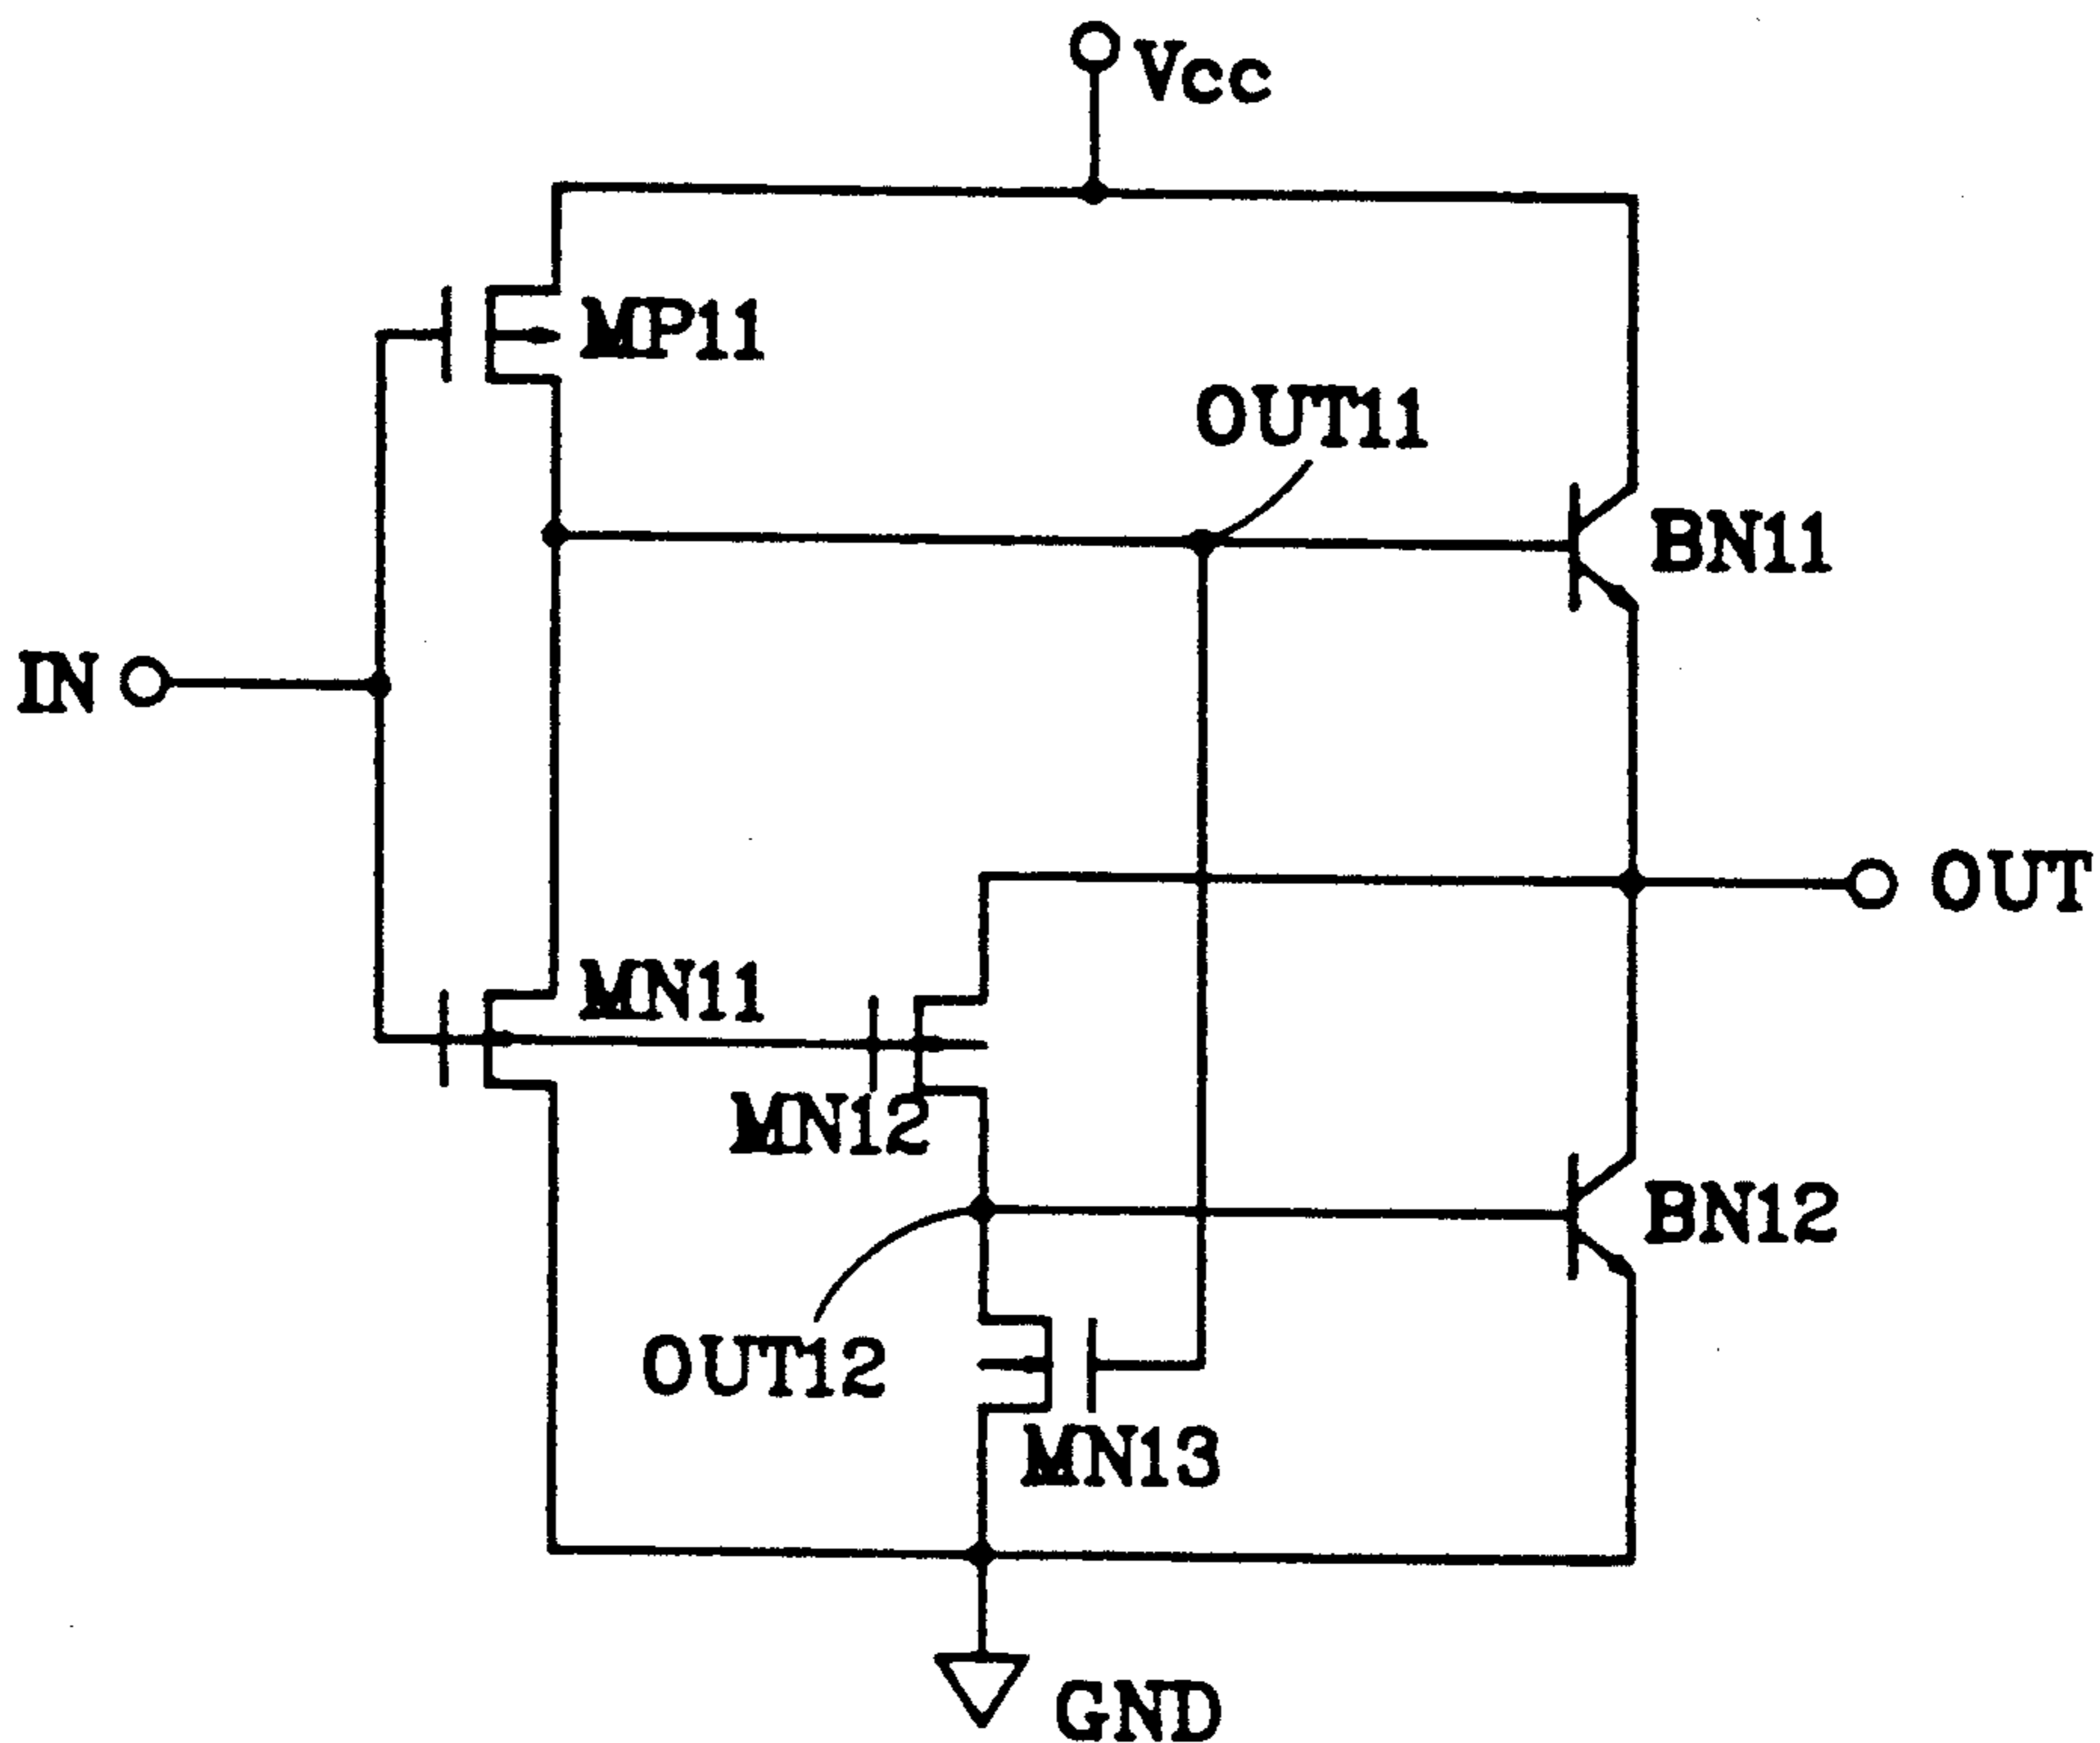 Vcc
MP11
OUT11
BN11
IN
OUT
MN11
MN12
BN12
OUT12
MN13
GND